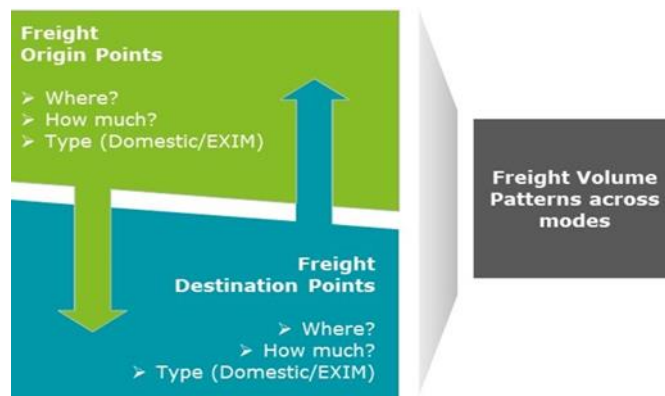 Freight
Origin Points
➢ Where?
➢ How much?
➢ Type (Domestic/EXIM)
Freight
Destination Points
➢ Where?
➢ How much?
➢ Type (Domestic/EXIM)
Freight Volume
Patterns across
modes